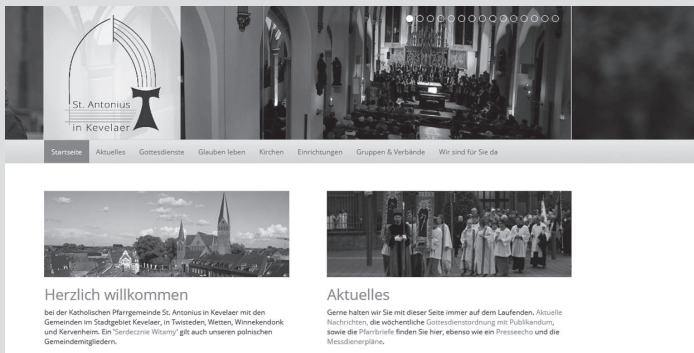 St. Antonius
in Kevelaer
Startseite Aktuelles Gottesdienste Glauben leben Kirchen Einrichtungen Gruppen & Verbände Wir sind für Sie da
Herzlich willkommen
bei der Katholischen Pfarrgemeinde St. Antonius in Kevelaer mit den
Gemeinden im Stadtgebiet Kevelaer, in Twisteden, Wetten, Winnekendonk
und Kervenheim. Ein "Serdecznie Witamy" gilt auch unseren polnischen
Gemeindemitgliedern.
Aktuelles
Gerne halten wir Sie mit dieser Seite immer auf dem Laufenden. Aktuelle
Nachrichten, die wöchentliche Gottesdienstordnung mit Publikandum,
sowie die Pfarrbriefe finden Sie hier, ebenso wie ein Presseecho und die
Messdienerpläne.